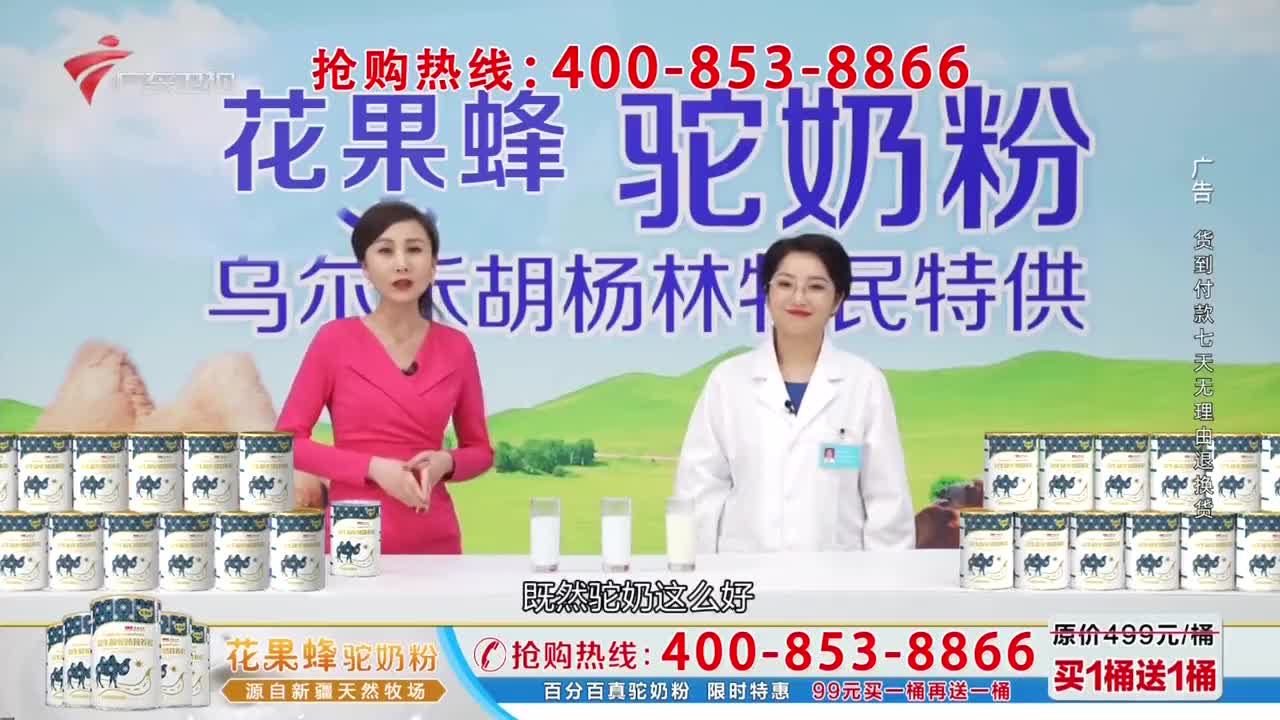 广东卫视
抢购热线：400-853-8866
花果蜂 驼奶粉
乌尔禾胡杨林牧民特供
广告 货到付款七天无理由退换货
既然驼奶这么好
花果蜂驼奶粉
源自新疆天然牧场
抢购热线：400-853-8866
百分百真驼奶粉 限时特惠 99元买一桶再送一桶
原价499元/桶
买1桶送1桶